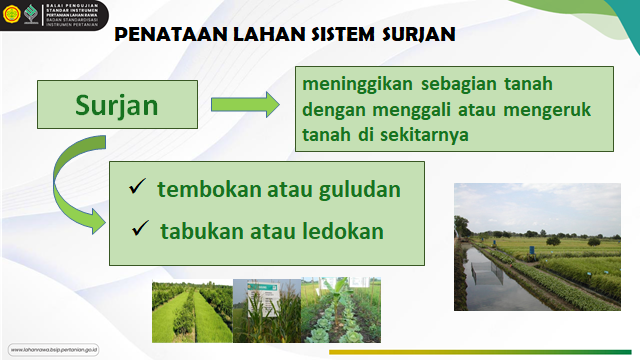 BALAI PENGUJIAN
STANDAR INSTRUMEN
PERTANIAN LAHAN RAWA
BADAN STANDARDISASI
INSTRUMEN PERTANIAN
PENATAAN LAHAN SISTEM SURJAN
Surjan
meninggikan sebagian tanah
dengan menggali atau mengeruk
tanah di sekitarnya
✓ tembokan atau guludan
✓ tabukan atau ledokan
www.lahanrawa.bsip.pertanian.go.id